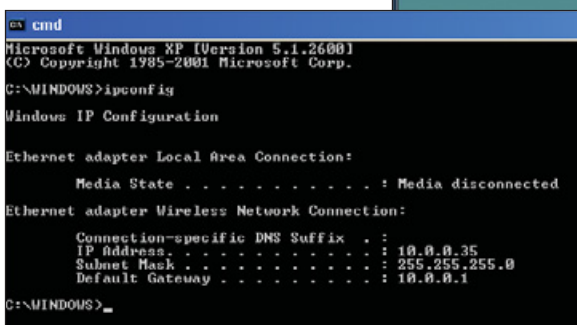 cmd
Microsoft Windows XP [Version 5.1.2600]
(C) Copyright 1985-2001 Microsoft Corp.
C:\WINDOWS>ipconfig
Windows IP Configuration
Ethernet adapter Local Area Connection:
Media State . . . . . . . . . . . : Media disconnected
Ethernet adapter Wireless Network Connection:
Connection-specific DNS Suffix . :
IP Address. . . . . . . . . . . . : 10.0.0.35
Subnet Mask . . . . . . . . . . . : 255.255.255.0
Default Gateway . . . . . . . . . : 10.0.0.1
C:\WINDOWS>_